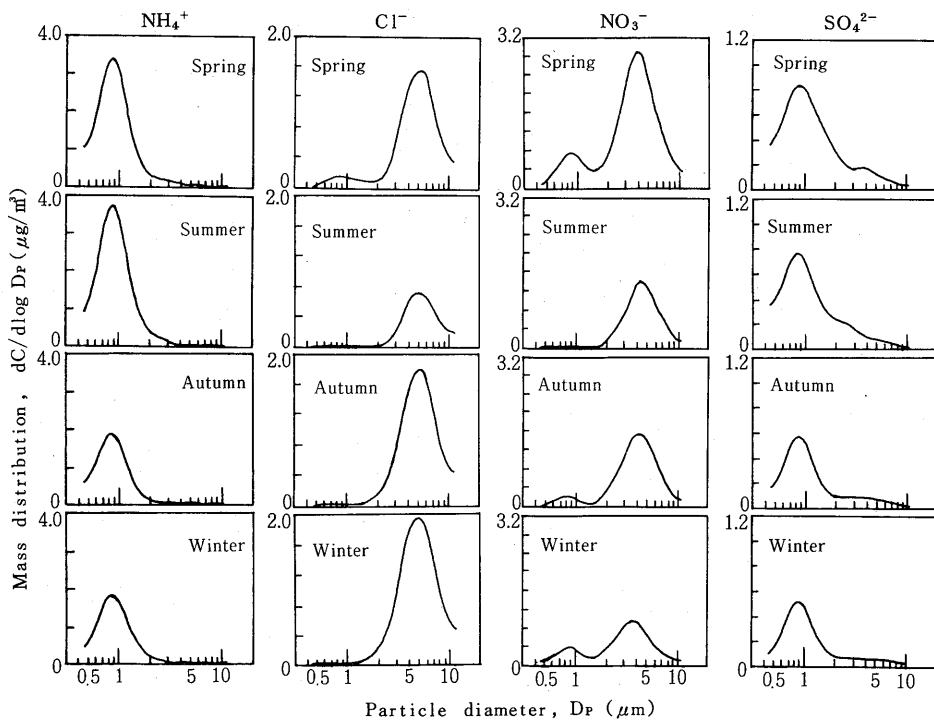 NH₄⁺ Cl⁻ NO₃⁻ SO₄²⁻
4.0 2.0 3.2 1.2
Spring Spring Spring Spring
0 0 0 0
4.0 2.0 3.2 1.2
Summer Summer Summer Summer
0 0 0 0
4.0 2.0 3.2 1.2
Autumn Autumn Autumn Autumn
0 0 0 0
4.0 2.0 3.2 1.2
Winter Winter Winter Winter
0 0 0 0
0.5 1 5 10 0.5 1 5 10 0.5 1 5 10 0.5 1 5 10
Mass distribution, dC/dlog Dp (μg/m³)
Particle diameter, Dp (μm)